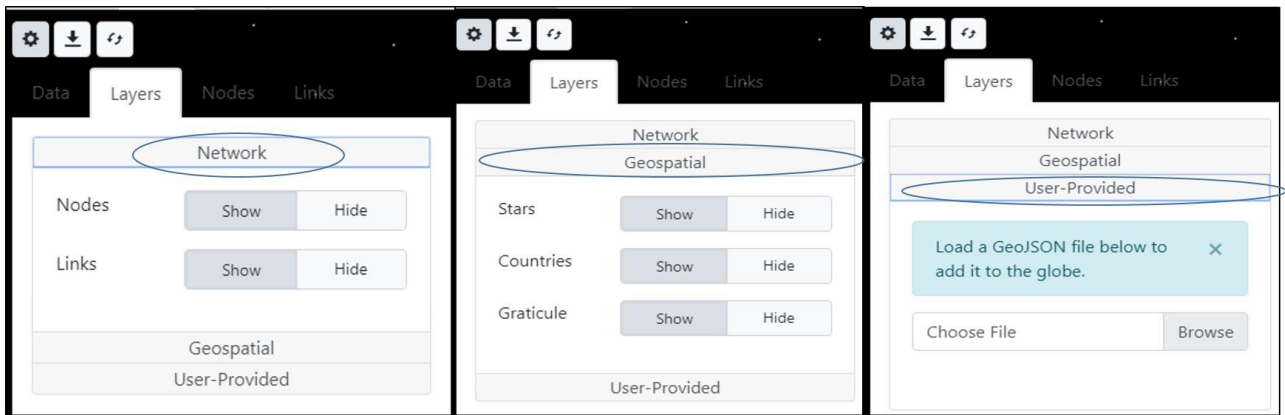 Data Layers Nodes Links
Network
Nodes Show Hide
Links Show Hide
Geospatial
User-Provided
Data Layers Nodes Links
Network
Geospatial
Stars Show Hide
Countries Show Hide
Graticule Show Hide
User-Provided
Data Layers Nodes Links
Network
Geospatial
User-Provided
Load a GeoJSON file below to
add it to the globe. ×
Choose File Browse